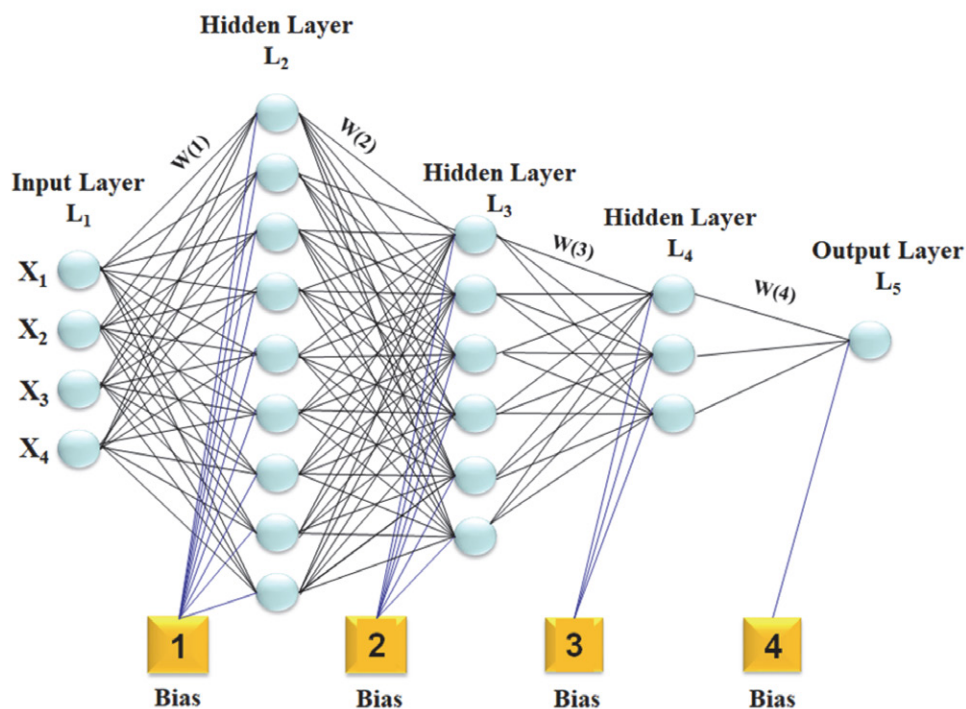 Hidden Layer
L₂
W(1)
W(2)
Input Layer
L₁
Hidden Layer
L₃
Hidden Layer
L₄
W(3)
Output Layer
L₅
W(4)
X₁
X₂
X₃
X₄
1
2
3
4
Bias
Bias
Bias
Bias